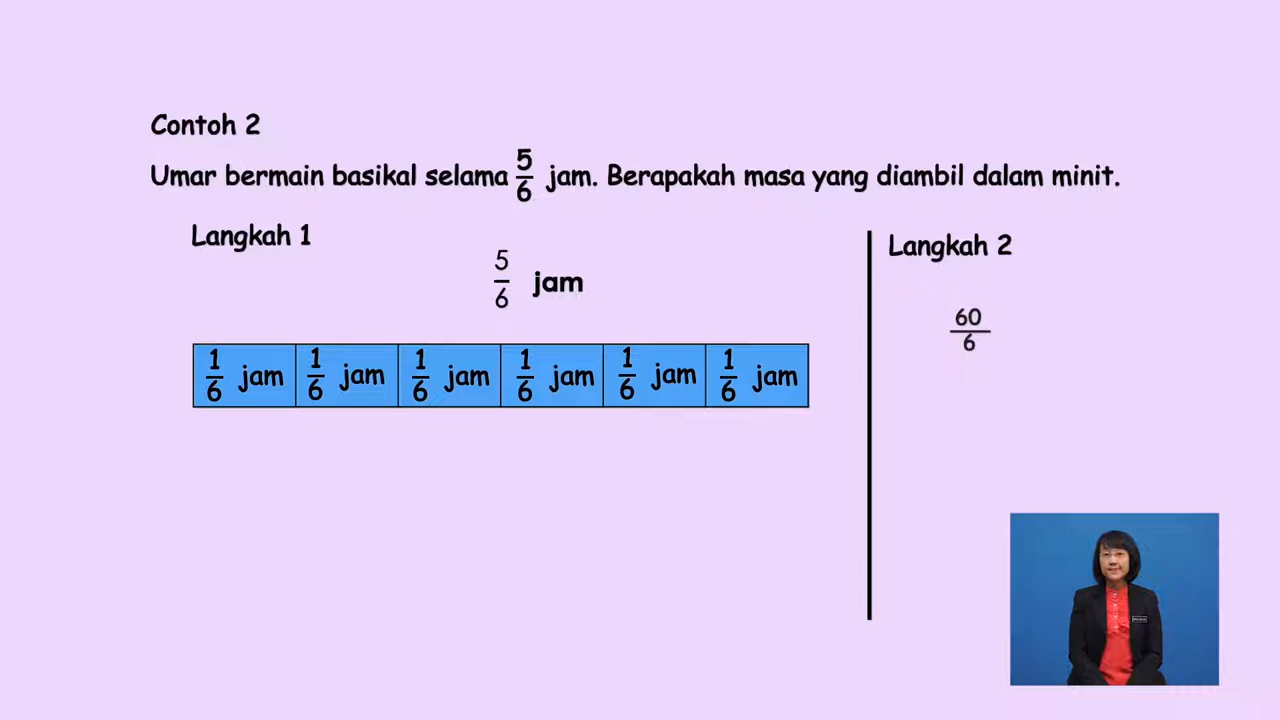 Contoh 2
Umar bermain basikal selama 5/6 jam. Berapakah masa yang diambil dalam minit.
Langkah 1
5/6 jam
1/6 jam 1/6 jam 1/6 jam 1/6 jam 1/6 jam 1/6 jam
Langkah 2
60/6